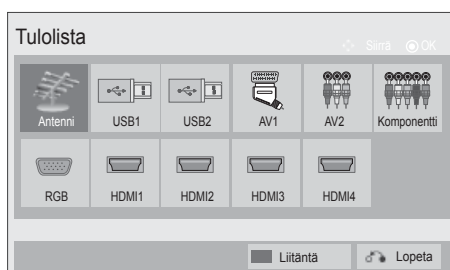 Tulolista
Siirrä OK
Antenni USB1 USB2 AV1 AV2 Komponentti
RGB HDMI1 HDMI2 HDMI3 HDMI4
Liitäntä Lopeta